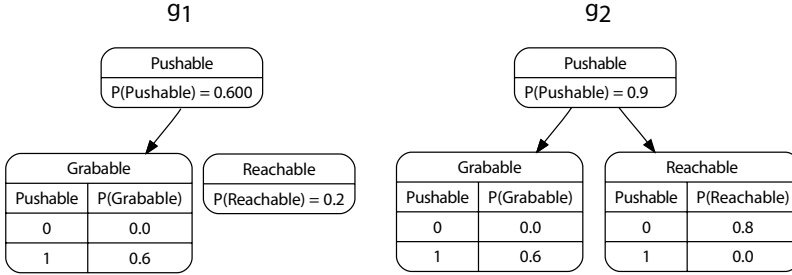 g1
Pushable
P(Pushable) = 0.600
Grabable
Pushable P(Grabable)
0 0.0
1 0.6
Reachable
P(Reachable) = 0.2
g2
Pushable
P(Pushable) = 0.9
Grabable
Pushable P(Grabable)
0 0.0
1 0.6
Reachable
Pushable P(Reachable)
0 0.8
1 0.0